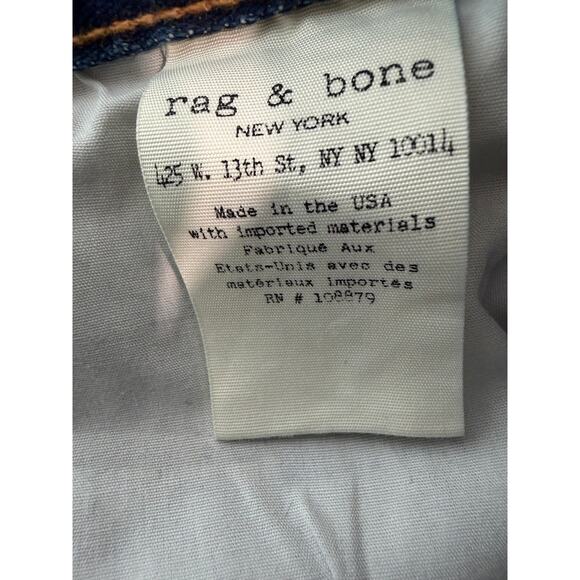 rag & bone
NEW YORK
425 W. 13th St, NY NY 10014
Made in the USA
with imported materials
Fabriqué Aux
Etats-Unis avec des
matériaux importés
RN # 108879